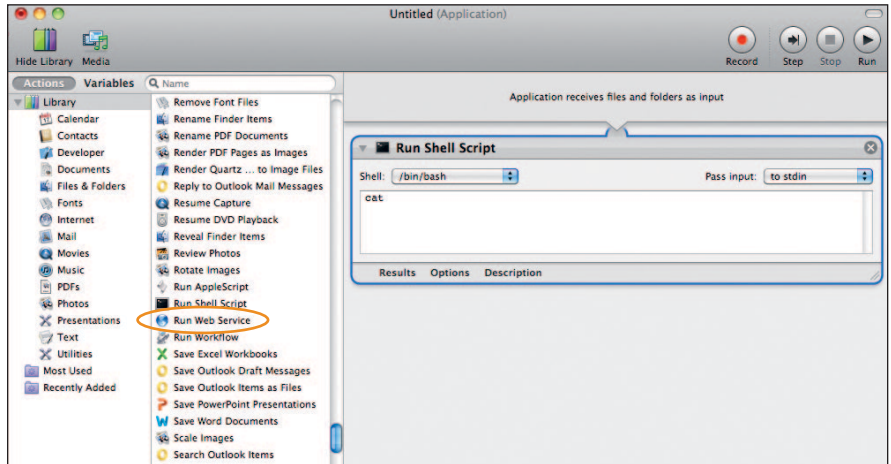 Untitled (Application)
Hide Library Media
Record Step Stop Run
Actions Variables Name
Library
Calendar
Contacts
Developer
Documents
Files & Folders
Fonts
Internet
Mail
Movies
Music
PDFs
Photos
Presentations
Text
Utilities
Most Used
Recently Added
Remove Font Files
Rename Finder Items
Rename PDF Documents
Render PDF Pages as Images
Render Quartz ... to Image Files
Reply to Outlook Mail Messages
Resume Capture
Resume DVD Playback
Reveal Finder Items
Review Photos
Rotate Images
Run AppleScript
Run Shell Script
Run Web Service
Run Workflow
Save Excel Workbooks
Save Outlook Draft Messages
Save Outlook Items as Files
Save PowerPoint Presentations
Save Word Documents
Scale Images
Search Outlook Items
Application receives files and folders as input
Run Shell Script
Shell: /bin/bash Pass input: to stdin
cat
Results Options Description